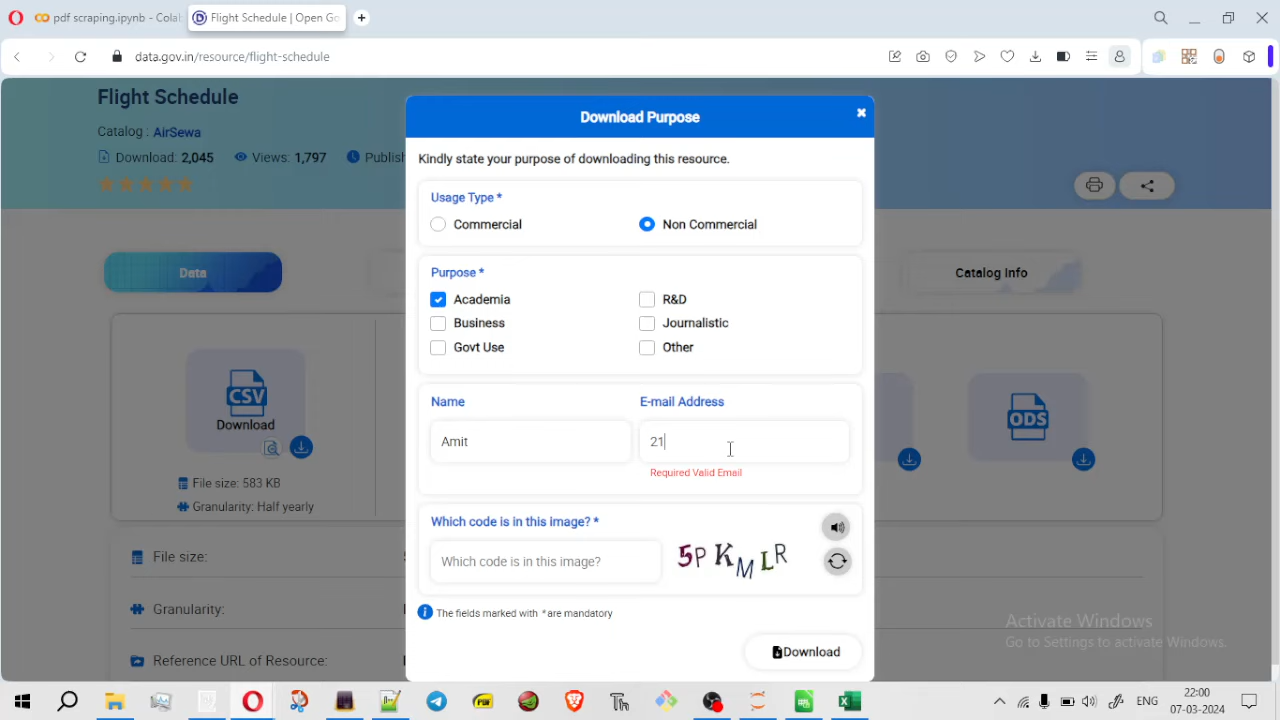 pdf scraping.ipynb - Colab
Flight Schedule | Open Go
data.gov.in/resource/flight-schedule
Flight Schedule
Catalog : AirSewa
Download: 2,045 Views: 1,797 Publish
Download Purpose
Kindly state your purpose of downloading this resource.
Usage Type *
Commercial Non Commercial
Purpose *
Academia R&D
Business Journalistic
Govt Use Other
Name E-mail Address
Amit 21
Required Valid Email
Which code is in this image? *
Which code is in this image? 5PKMLR
The fields marked with * are mandatory
Download
Data
Catalog Info
CSV
Download
ODS
File size: 583 KB
Granularity: Half yearly
File size:
Granularity:
Reference URL of Resource:
Activate Windows
Go to Settings to activate Windows.
ENG
22:00
07-03-2024